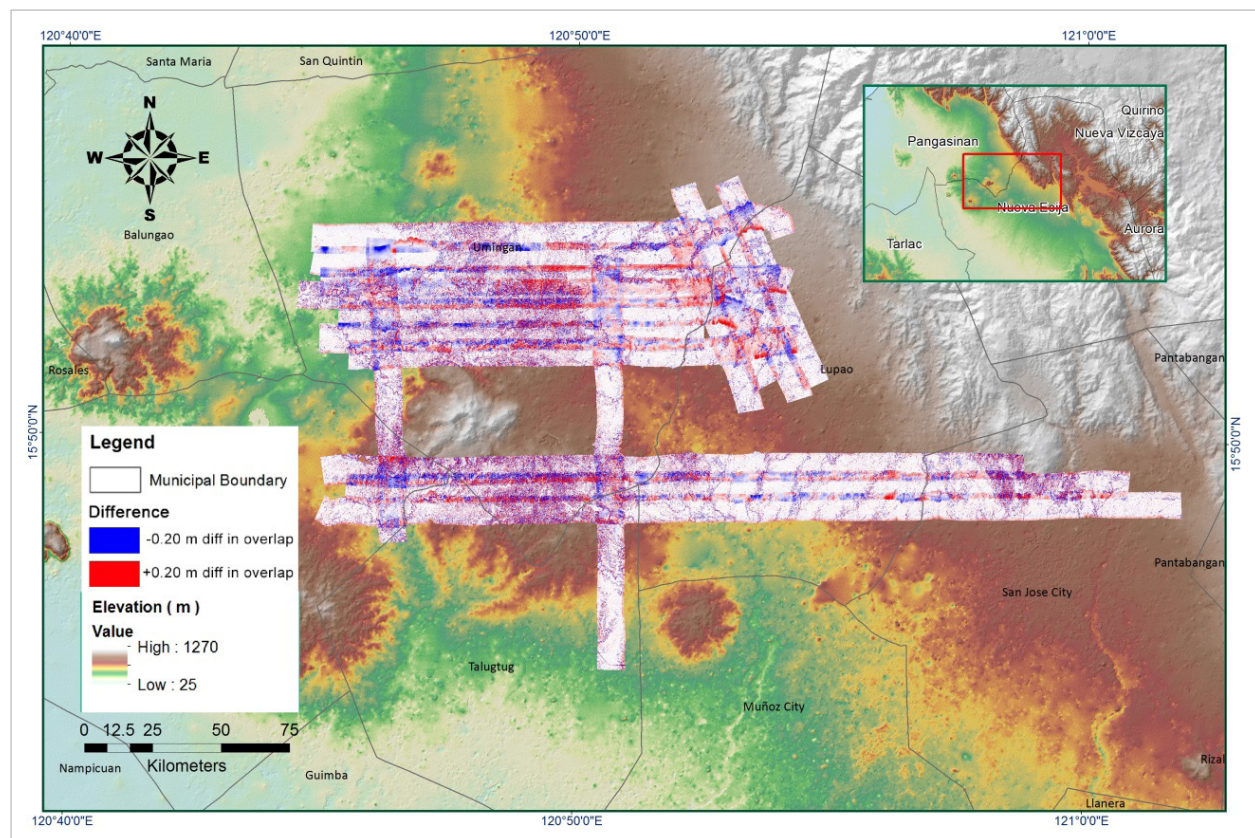 120°40'0"E
120°50'0"E
121°0'0"E
Santa Maria
San Quintin
N
W
E
S
Balungao
Umingan
Quirino
Nueva Vizcaya
Pangasinan
Nueva Ecija
Aurora
Tarlac
Rosales
Lupao
Pantabangan
15°50'0"N
15°50'0"N
Legend
Municipal Boundary
Difference
-0.20 m diff in overlap
+0.20 m diff in overlap
Elevation ( m )
Value
High : 1270
Low : 25
0 12.5 25 50 75
Kilometers
Pantabangan
San Jose City
Talugtug
Muñoz City
Nampicuan
Guimba
Rizal
Llanera
120°40'0"E
120°50'0"E
121°0'0"E